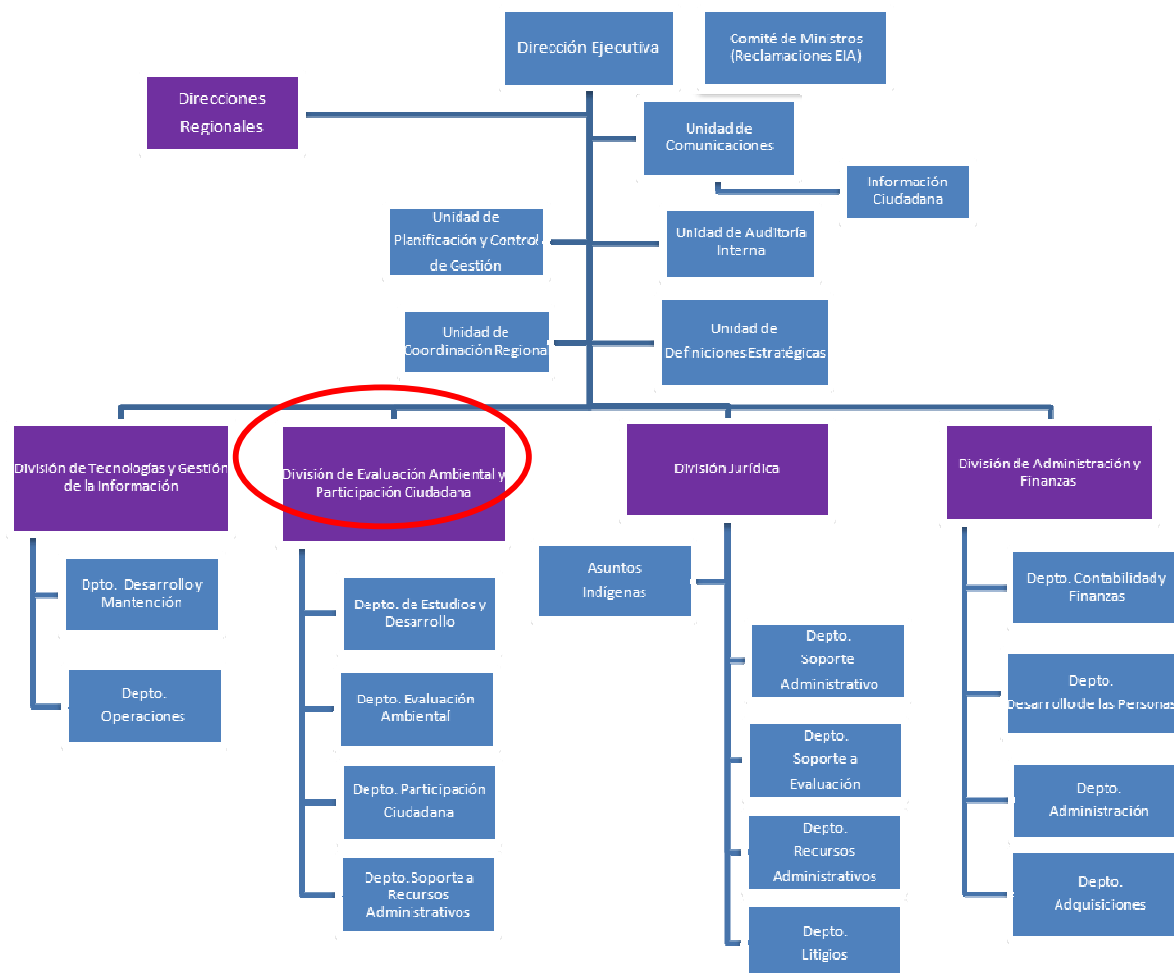 Dirección Ejecutiva
Comité de Ministros
(Reclamaciones EIA)
Direcciones
Regionales
Unidad de
Comunicaciones
Información
Ciudadana
Unidad de
Planificación y Control
de Gestión
Unidad de Auditoría
Interna
Unidad de
Coordinación Regional
Unidad de
Definiciones Estratégicas
División de Tecnologías y Gestión
de la Información
División de Evaluación Ambiental y
Participación Ciudadana
División Jurídica
División de Administración y
Finanzas
Dpto. Desarrollo y
Mantención
Depto.
Operaciones
Depto. de Estudios y
Desarrollo
Depto. Evaluación
Ambiental
Depto. Participación
Ciudadana
Depto. Soporte a
Recursos
Administrativos
Asuntos
Indígenas
Depto.
Soporte
Administrativo
Depto.
Soporte a
Evaluación
Depto.
Recursos
Administrativos
Depto.
Litigios
Depto. Contabilidad y
Finanzas
Depto.
Desarrollo de las Personas
Depto.
Administración
Depto.
Adquisiciones